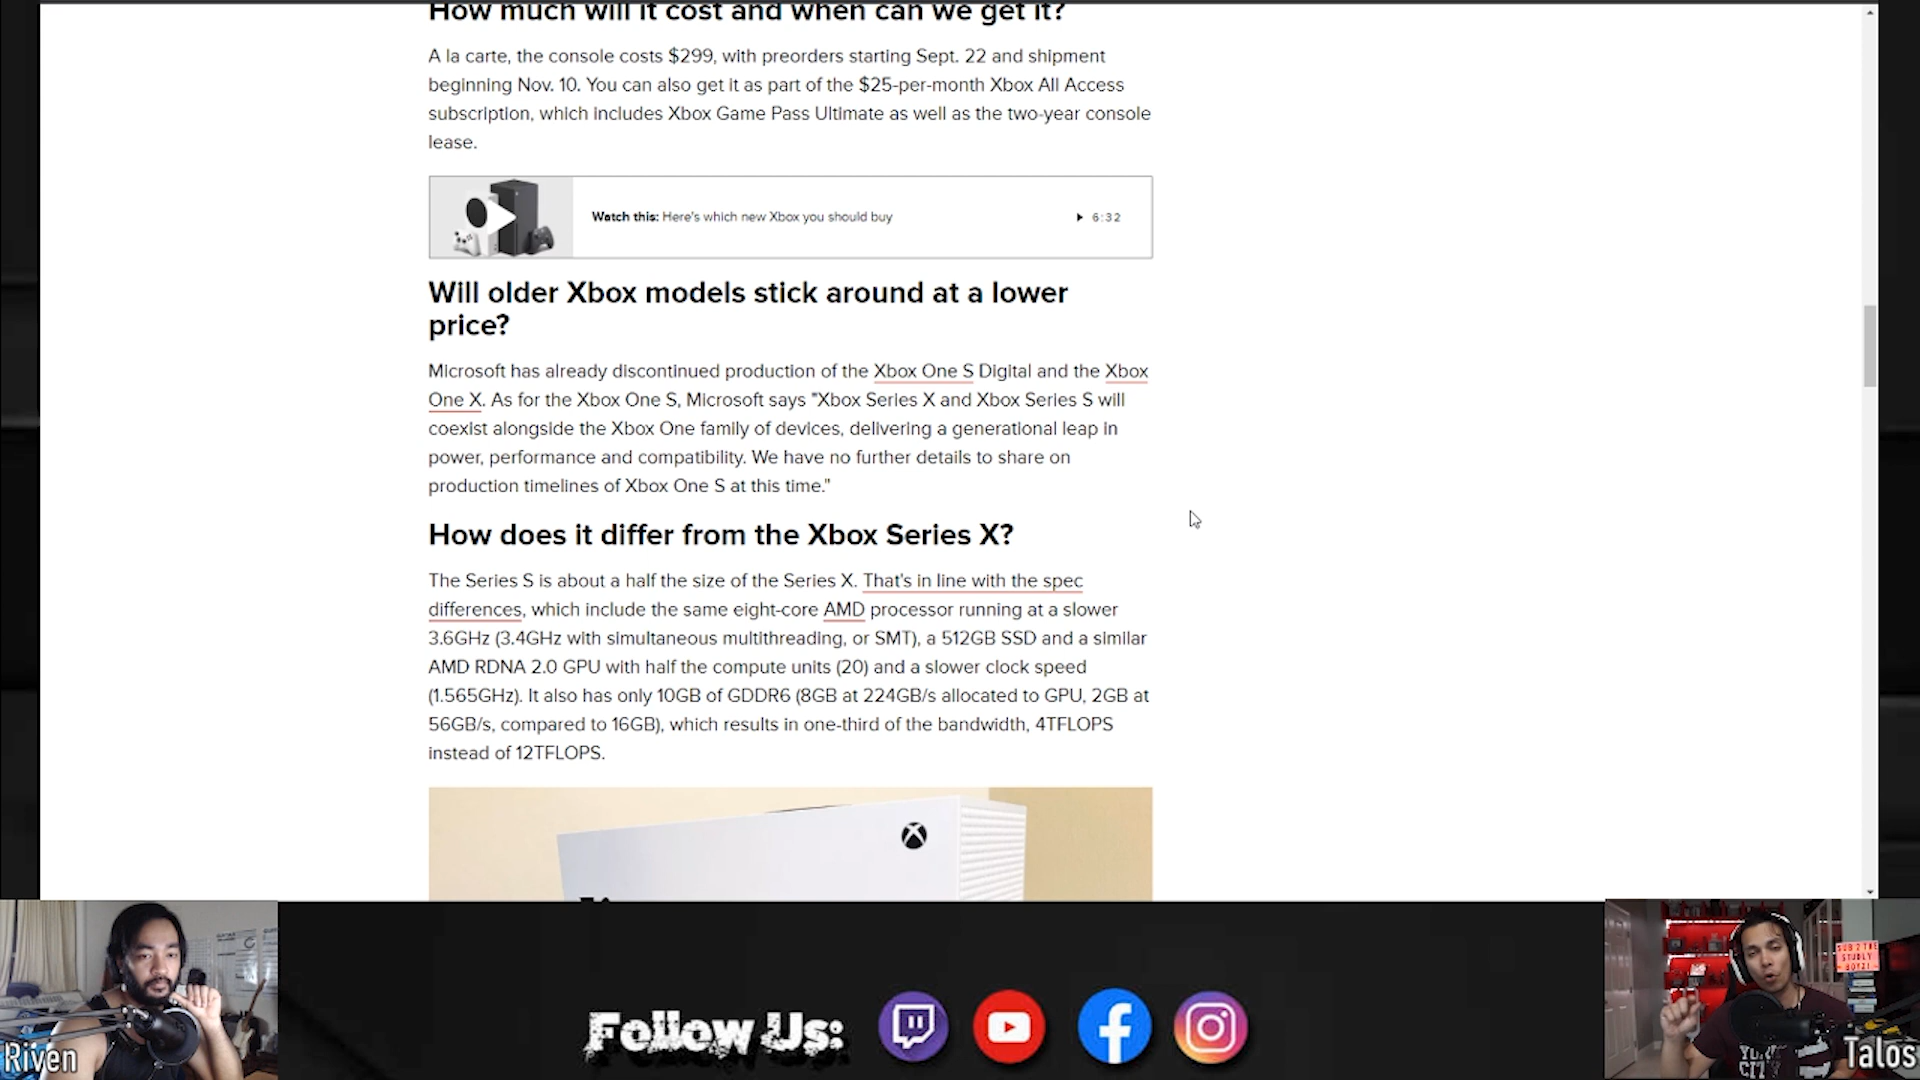 How much will it cost and when can we get it?
A la carte, the console costs $299, with preorders starting Sept. 22 and shipment
beginning Nov. 10. You can also get it as part of the $25-per-month Xbox All Access
subscription, which includes Xbox Game Pass Ultimate as well as the two-year console
lease.
Watch this: Here's which new Xbox you should buy
6:32
Will older Xbox models stick around at a lower
price?
Microsoft has already discontinued production of the Xbox One S Digital and the Xbox
One X. As for the Xbox One S, Microsoft says "Xbox Series X and Xbox Series S will
coexist alongside the Xbox One family of devices, delivering a generational leap in
power, performance and compatibility. We have no further details to share on
production timelines of Xbox One S at this time."
How does it differ from the Xbox Series X?
The Series S is about a half the size of the Series X. That's in line with the spec
differences, which include the same eight-core AMD processor running at a slower
3.6GHz (3.4GHz with simultaneous multithreading, or SMT), a 512GB SSD and a similar
AMD RDNA 2.0 GPU with half the compute units (20) and a slower clock speed
(1.565GHz). It also has only 10GB of GDDR6 (8GB at 224GB/s allocated to GPU, 2GB at
56GB/s, compared to 16GB), which results in one-third of the bandwidth, 4TFLOPS
instead of 12TFLOPS.
SUB 2 THE
STUDLY
BOYZ!
Follow Us:
Riven
Talos
YORK
CITY